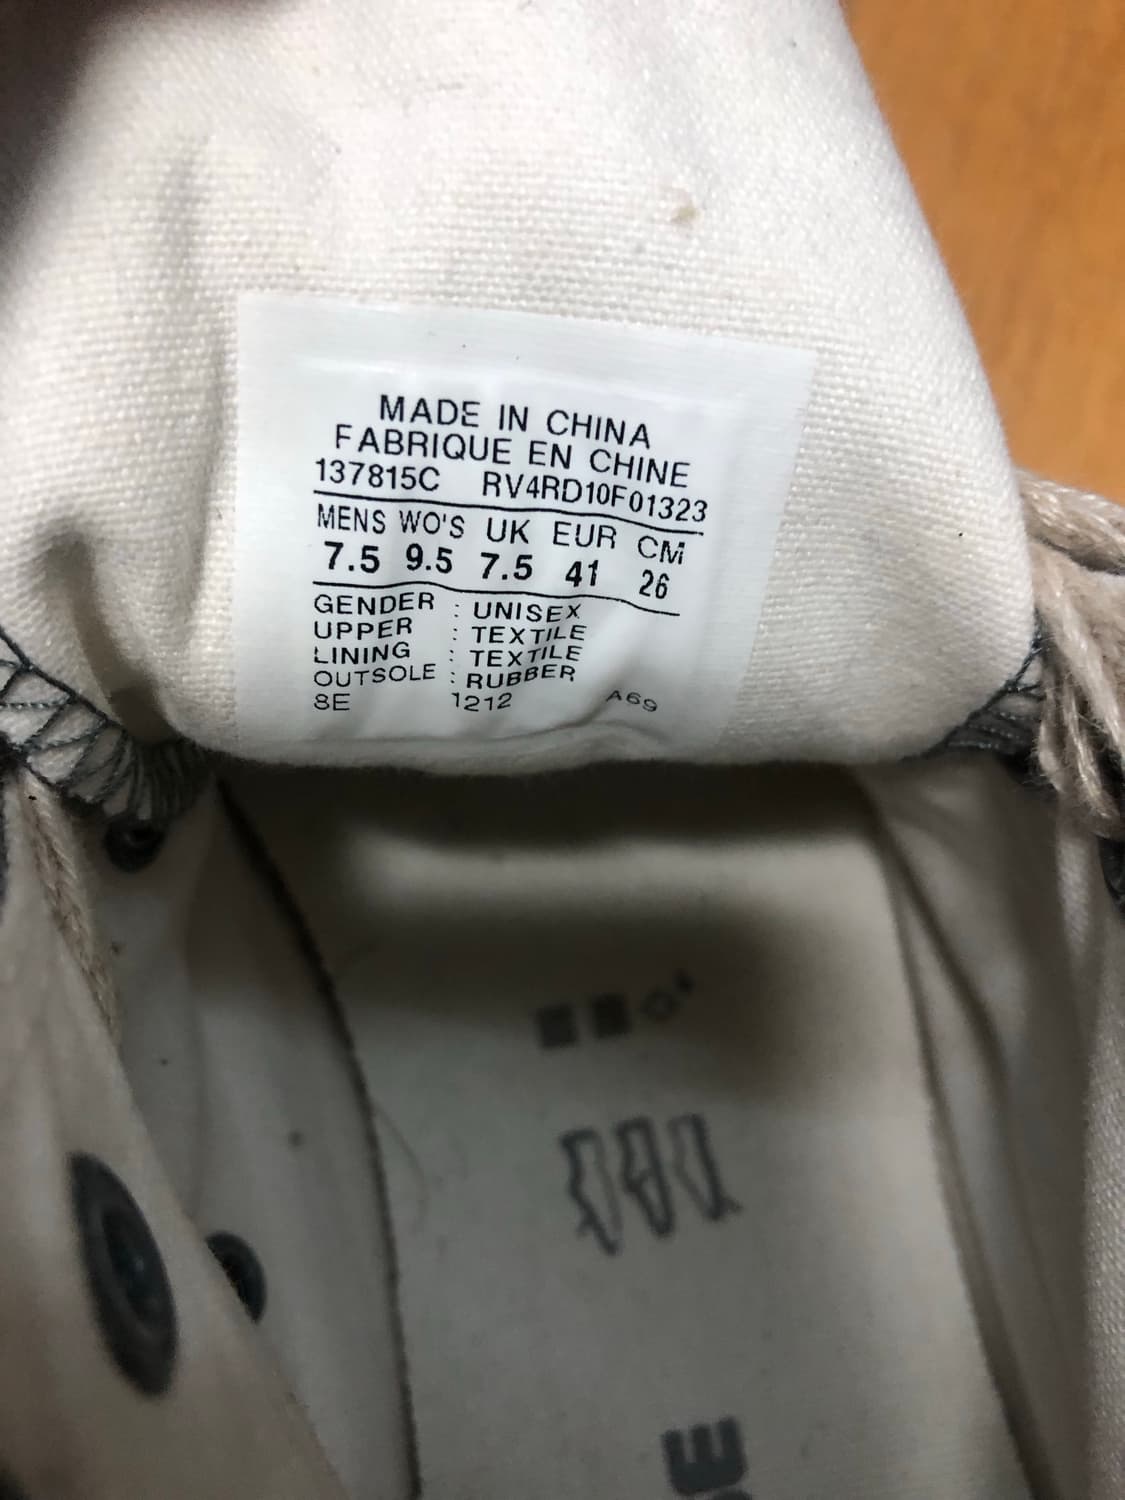 MADE IN CHINA
FABRIQUE EN CHINE
137815C RV4RD10F01323
MENS WO'S UK EUR CM
7.5 9.5 7.5 41 26
GENDER : UNISEX
UPPER : TEXTILE
LINING : TEXTILE
OUTSOLE : RUBBER
8E 1212 A69